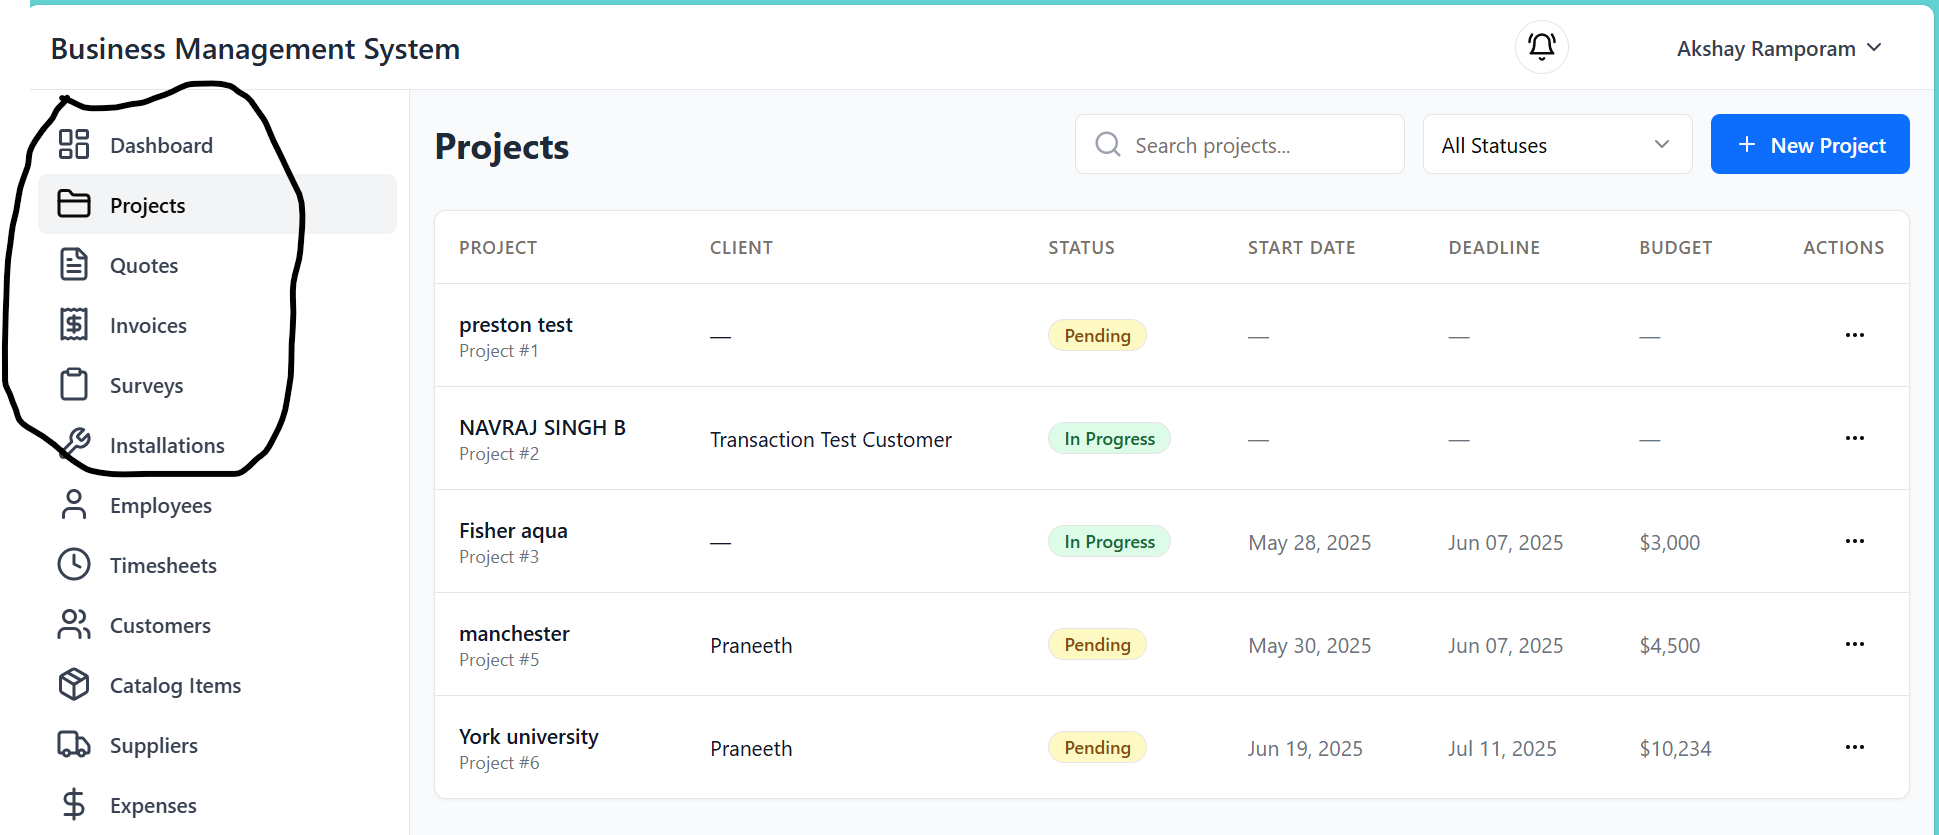 Business Management System
Akshay Ramporam
Dashboard
Projects
Quotes
Invoices
Surveys
Installations
Employees
Timesheets
Customers
Catalog Items
Suppliers
Expenses
Projects
Search projects...
All Statuses
+ New Project
PROJECT CLIENT STATUS START DATE DEADLINE BUDGET ACTIONS
preston test — Pending — — — ...
Project #1
NAVRAJ SINGH B Transaction Test Customer In Progress — — — ...
Project #2
Fisher aqua — In Progress May 28, 2025 Jun 07, 2025 $3,000 ...
Project #3
manchester Praneeth Pending May 30, 2025 Jun 07, 2025 $4,500 ...
Project #5
York university Praneeth Pending Jun 19, 2025 Jul 11, 2025 $10,234 ...
Project #6